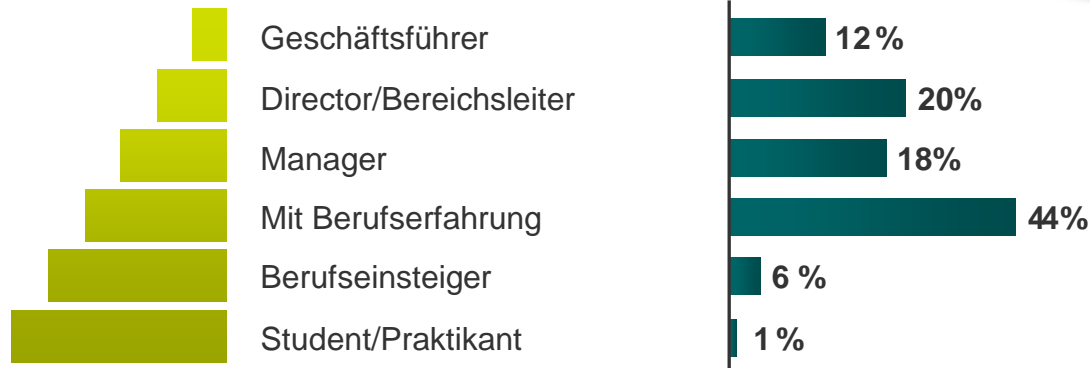 Geschäftsführer 12 %
Director/Bereichsleiter 20%
Manager 18%
Mit Berufserfahrung 44%
Berufseinsteiger 6 %
Student/Praktikant 1 %